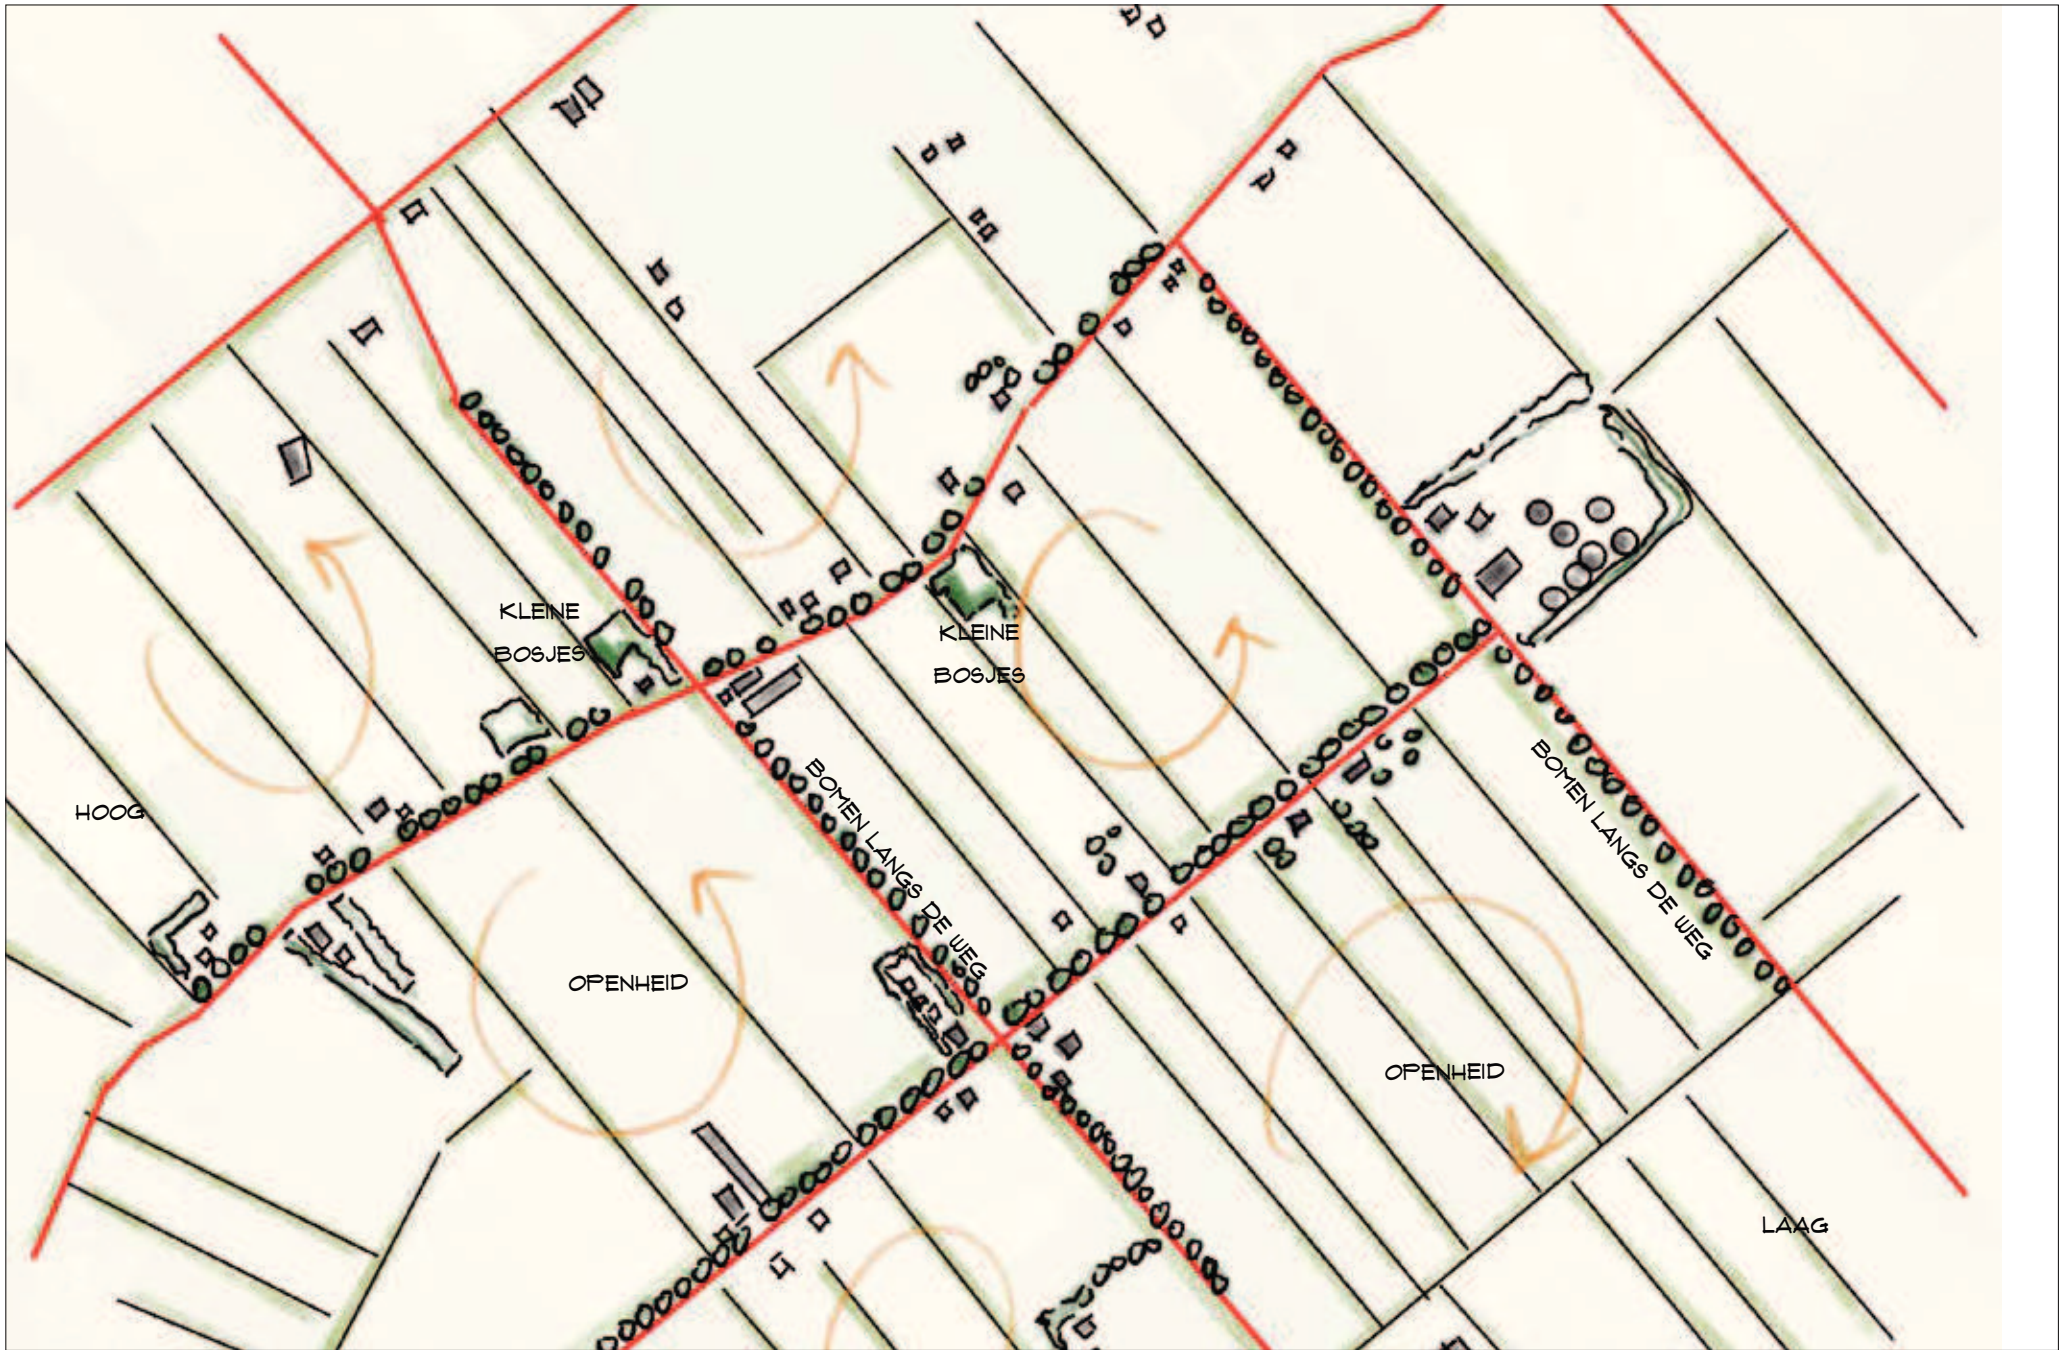 KLEINE
BOSJES
KLEINE
BOSJES
HOOG
BOMEN LANGS DE WEG
BOMEN LANGS DE WEG
OPENHEID
OPENHEID
LAAG